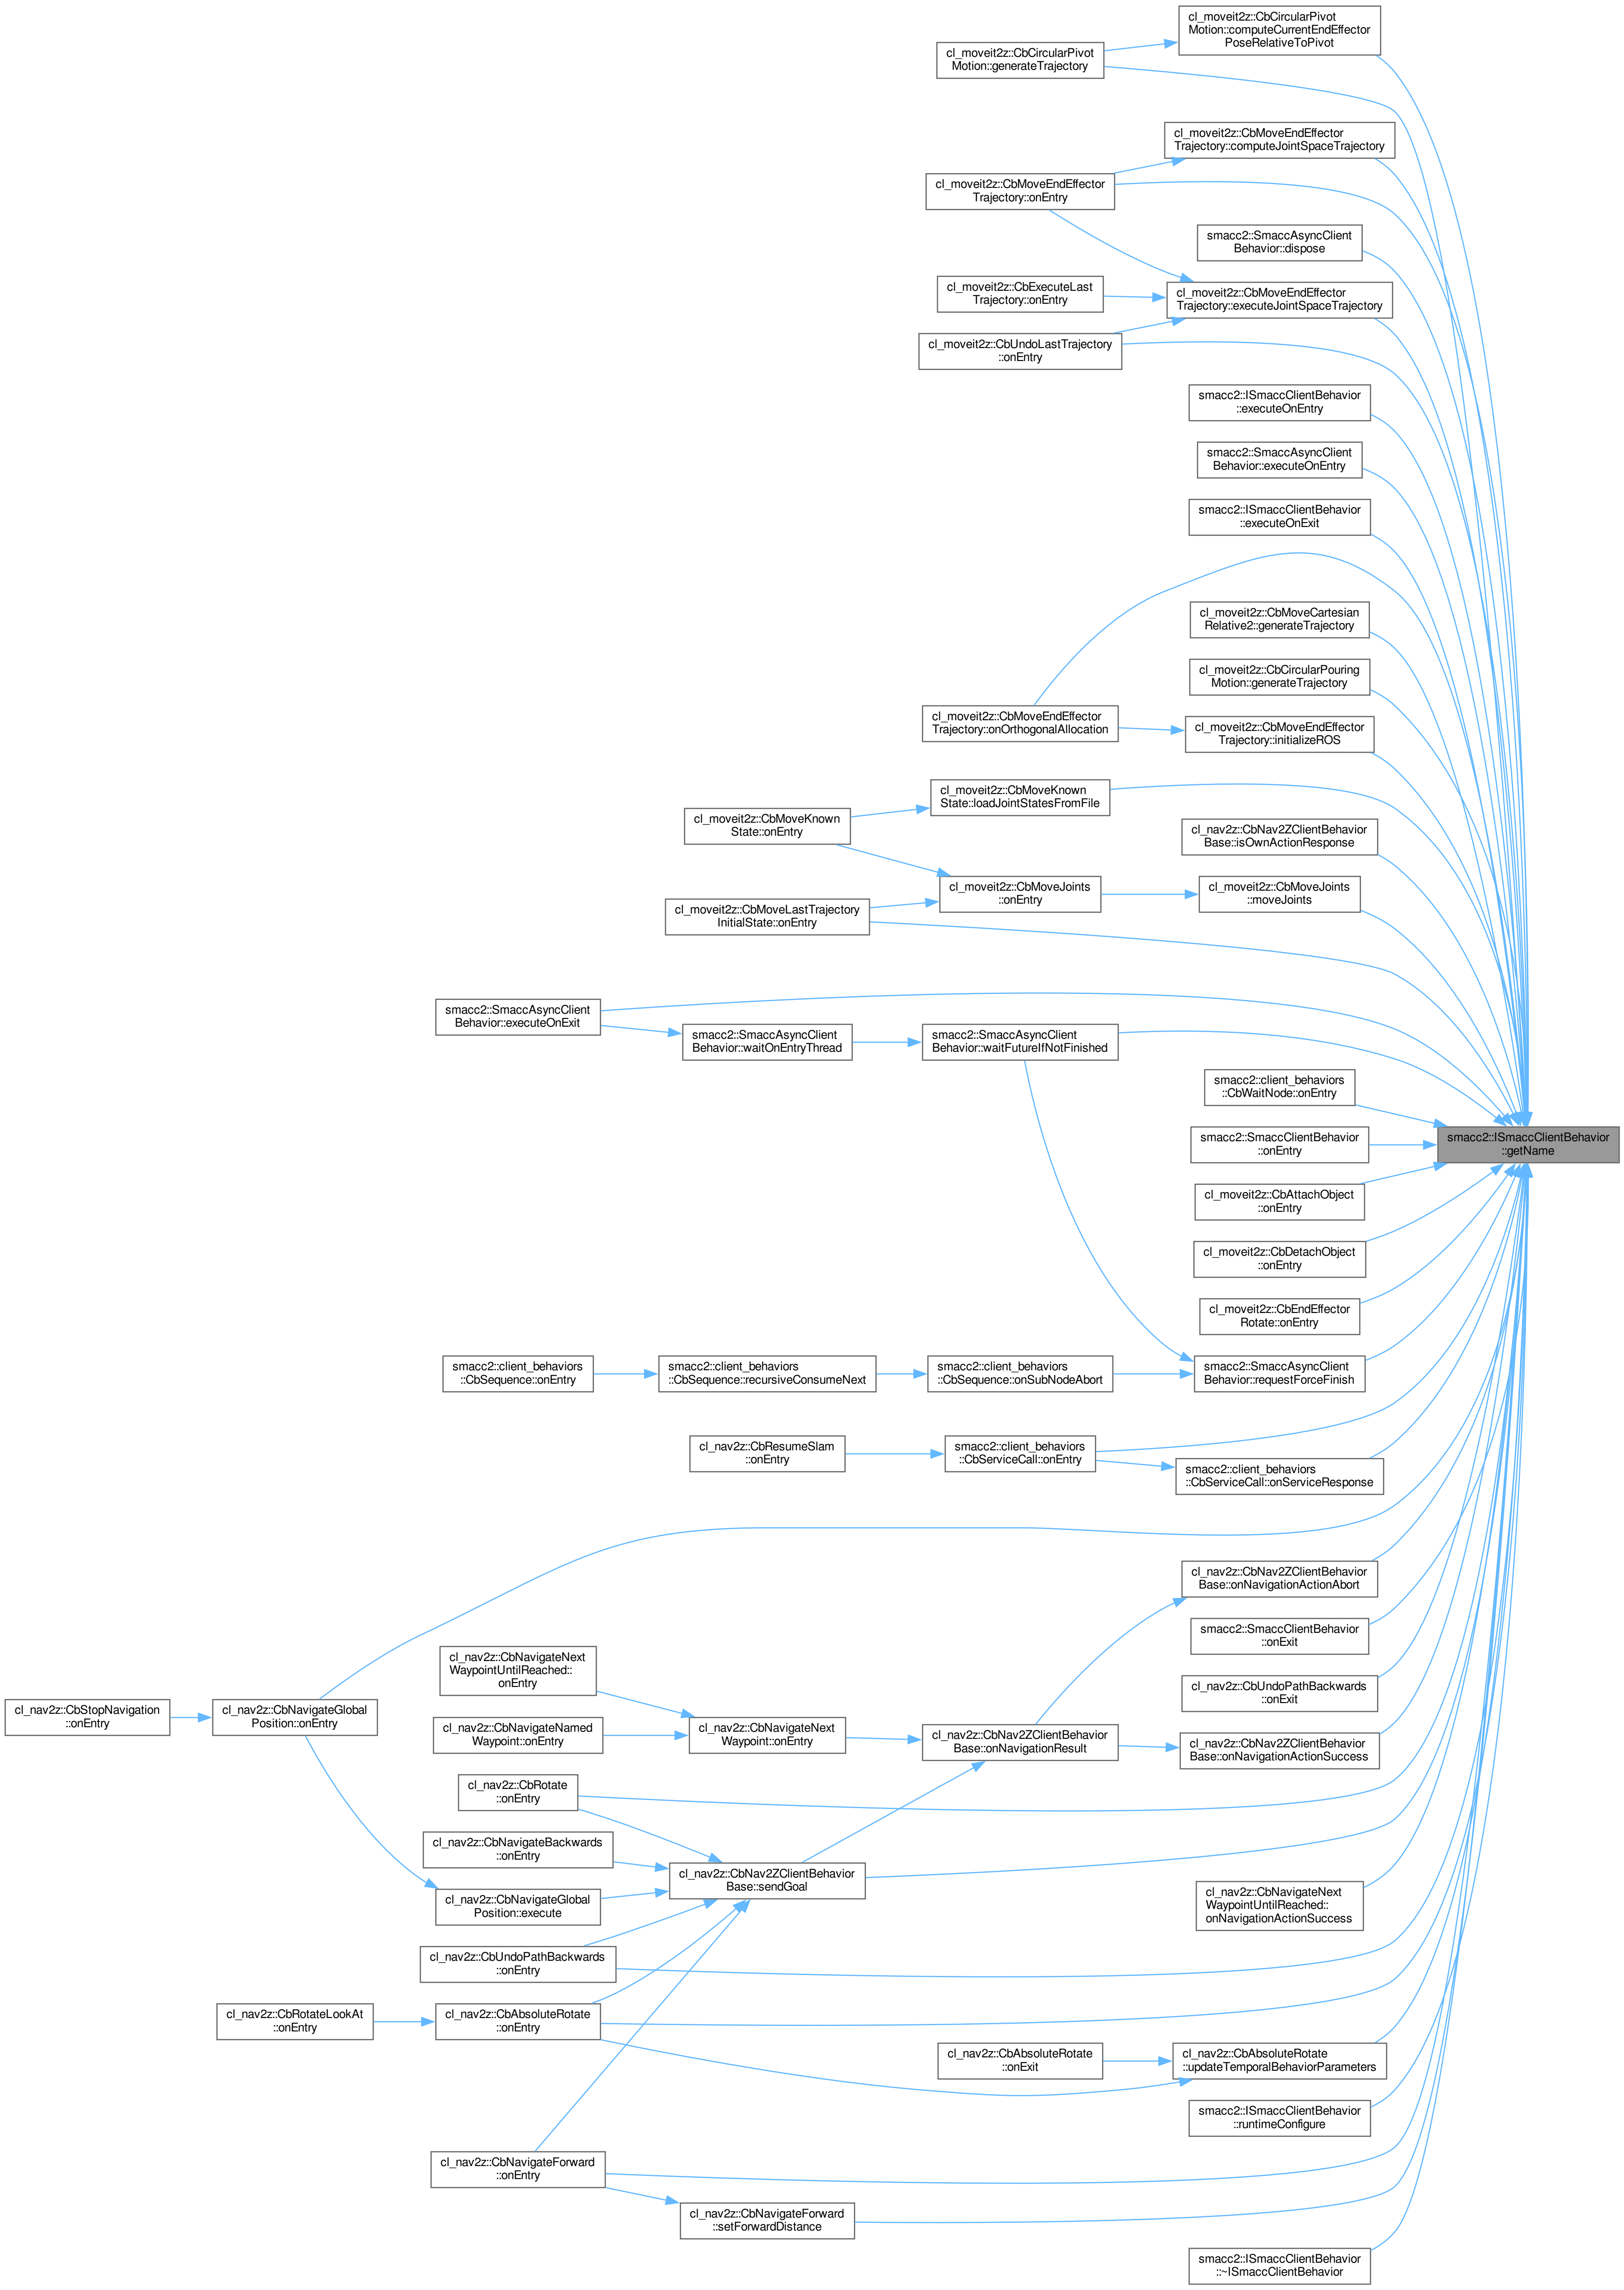 cl_moveit2z::CbCircularPivot
Motion::computeCurrentEndEffector
PoseRelativeToPivot
cl_moveit2z::CbCircularPivot
Motion::generateTrajectory
cl_moveit2z::CbMoveEndEffector
Trajectory::computeJointSpaceTrajectory
cl_moveit2z::CbMoveEndEffector
Trajectory::onEntry
smacc2::SmaccAsyncClient
Behavior::dispose
cl_moveit2z::CbExecuteLast
Trajectory::onEntry
cl_moveit2z::CbMoveEndEffector
Trajectory::executeJointSpaceTrajectory
cl_moveit2z::CbUndoLastTrajectory
::onEntry
smacc2::ISmaccClientBehavior
::executeOnEntry
smacc2::SmaccAsyncClient
Behavior::executeOnEntry
smacc2::ISmaccClientBehavior
::executeOnExit
cl_moveit2z::CbMoveCartesian
Relative2::generateTrajectory
cl_moveit2z::CbCircularPouring
Motion::generateTrajectory
cl_moveit2z::CbMoveEndEffector
Trajectory::onOrthogonalAllocation
cl_moveit2z::CbMoveEndEffector
Trajectory::initializeROS
cl_moveit2z::CbMoveKnown
State::loadJointStatesFromFile
cl_moveit2z::CbMoveKnown
State::onEntry
cl_nav2z::CbNav2ZClientBehavior
Base::isOwnActionResponse
cl_moveit2z::CbMoveJoints
::onEntry
cl_moveit2z::CbMoveJoints
::moveJoints
cl_moveit2z::CbMoveLastTrajectory
InitialState::onEntry
smacc2::SmaccAsyncClient
Behavior::executeOnExit
smacc2::SmaccAsyncClient
Behavior::waitOnEntryThread
smacc2::SmaccAsyncClient
Behavior::waitFutureIfNotFinished
smacc2::client_behaviors
::CbWaitNode::onEntry
smacc2::ISmaccClientBehavior
::getName
smacc2::SmaccClientBehavior
::onEntry
cl_moveit2z::CbAttachObject
::onEntry
cl_moveit2z::CbDetachObject
::onEntry
cl_moveit2z::CbEndEffector
Rotate::onEntry
smacc2::client_behaviors
::CbSequence::onEntry
smacc2::client_behaviors
::CbSequence::recursiveConsumeNext
smacc2::client_behaviors
::CbSequence::onSubNodeAbort
smacc2::SmaccAsyncClient
Behavior::requestForceFinish
cl_nav2z::CbResumeSlam
::onEntry
smacc2::client_behaviors
::CbServiceCall::onEntry
smacc2::client_behaviors
::CbServiceCall::onServiceResponse
cl_nav2z::CbNav2ZClientBehavior
Base::onNavigationActionAbort
smacc2::SmaccClientBehavior
::onExit
cl_nav2z::CbNavigateNext
WaypointUntilReached::
onEntry
cl_nav2z::CbUndoPathBackwards
::onExit
cl_nav2z::CbStopNavigation
::onEntry
cl_nav2z::CbNavigateGlobal
Position::onEntry
cl_nav2z::CbNavigateNamed
Waypoint::onEntry
cl_nav2z::CbNavigateNext
Waypoint::onEntry
cl_nav2z::CbNav2ZClientBehavior
Base::onNavigationResult
cl_nav2z::CbNav2ZClientBehavior
Base::onNavigationActionSuccess
cl_nav2z::CbRotate
::onEntry
cl_nav2z::CbNavigateBackwards
::onEntry
cl_nav2z::CbNav2ZClientBehavior
Base::sendGoal
cl_nav2z::CbNavigateGlobal
Position::execute
cl_nav2z::CbNavigateNext
WaypointUntilReached::
onNavigationActionSuccess
cl_nav2z::CbUndoPathBackwards
::onEntry
cl_nav2z::CbRotateLookAt
::onEntry
cl_nav2z::CbAbsoluteRotate
::onEntry
cl_nav2z::CbAbsoluteRotate
::onExit
cl_nav2z::CbAbsoluteRotate
::updateTemporalBehaviorParameters
smacc2::ISmaccClientBehavior
::runtimeConfigure
cl_nav2z::CbNavigateForward
::onEntry
cl_nav2z::CbNavigateForward
::setForwardDistance
smacc2::ISmaccClientBehavior
::~ISmaccClientBehavior